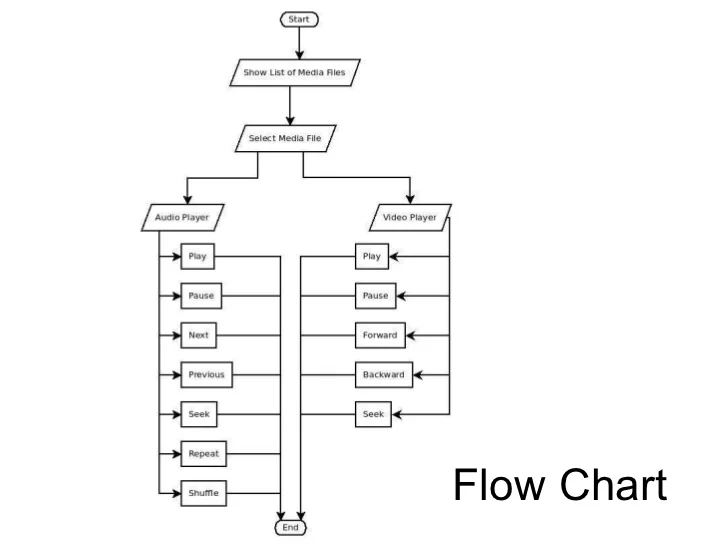 Start
Show List of Media Files
Select Media File
Audio Player
Video Player
Play
Pause
Next
Previous
Seek
Repeat
Shuffle
Play
Pause
Forward
Backward
Seek
End
Flow Chart